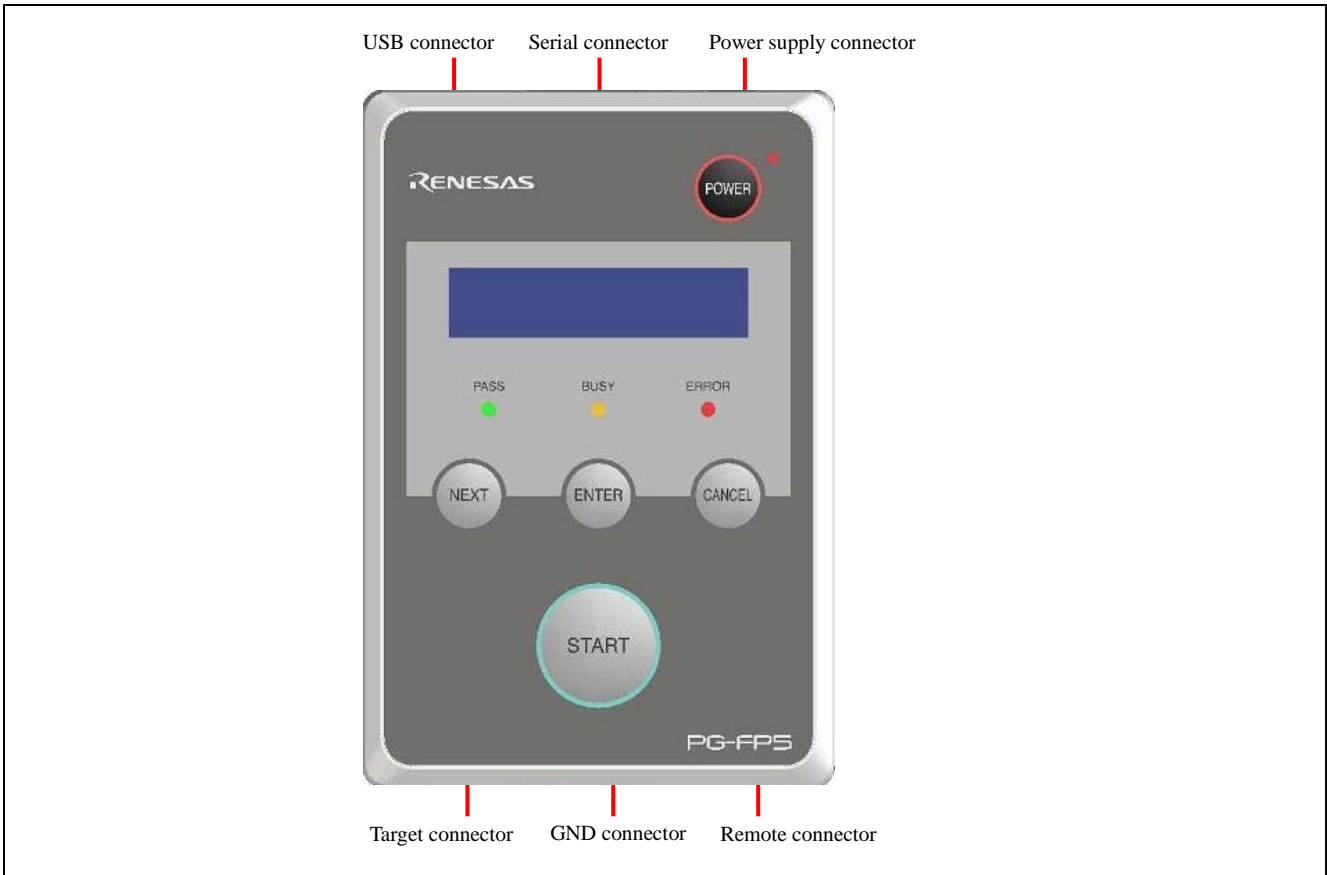 USB connector Serial connector Power supply connector
RENESAS
POWER
PASS BUSY ERROR
NEXT ENTER CANCEL
START
PG-FP5
Target connector GND connector Remote connector